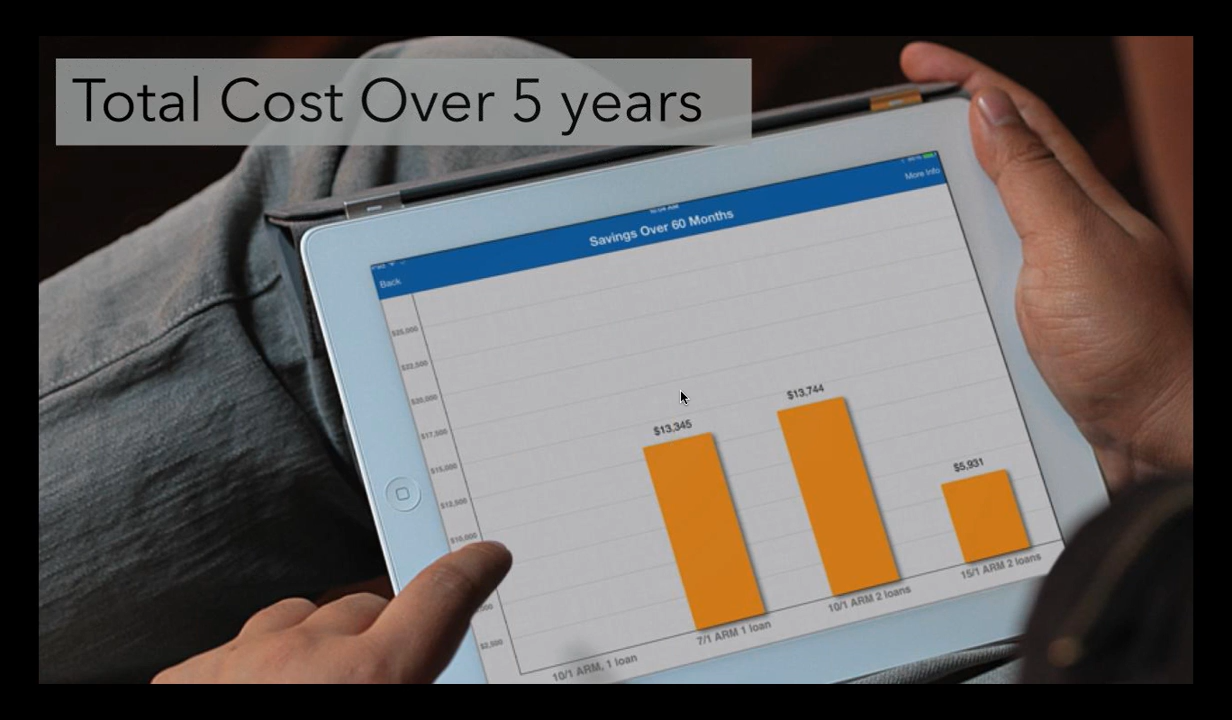 Total Cost Over 5 years
More Info
Savings Over 60 Months
Back
$25,000
$22,500
$20,000
$17,500
$15,000
$12,500
$10,000
$2,500
$13,345
$13,744
$5,931
10/1 ARM, 1 loan
7/1 ARM 1 loan
10/1 ARM 2 loans
15/1 ARM 2 loans